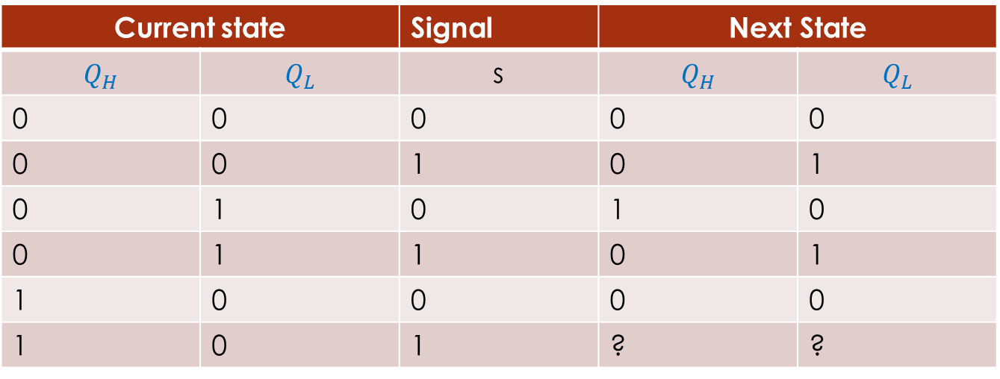 Current state Signal Next State
Q_H Q_L S Q_H Q_L
0 0 0 0 0
0 0 1 0 1
0 1 0 1 0
0 1 1 0 1
1 0 0 0 0
1 0 1 ? ?